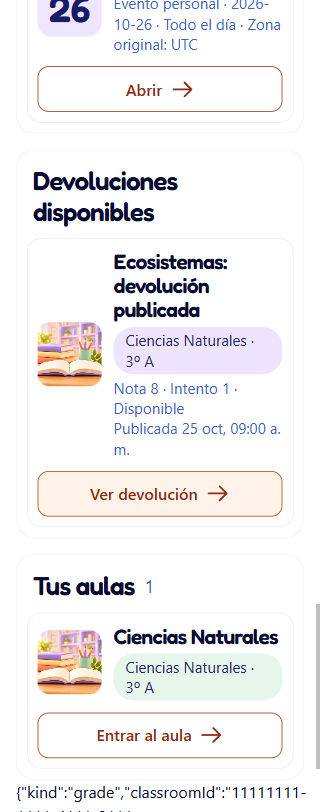 26
Evento personal · 2026-
10-26 · Todo el día · Zona
original: UTC
Abrir →
Devoluciones
disponibles
Ecosistemas:
devolución
publicada
Ciencias Naturales ·
3º A
Nota 8 · Intento 1 ·
Disponible
Publicada 25 oct, 09:00 a.
m.
Ver devolución →
Tus aulas 1
Ciencias Naturales
Ciencias Naturales ·
3º A
Entrar al aula →
{"kind":"grade","classroomId":"11111111-